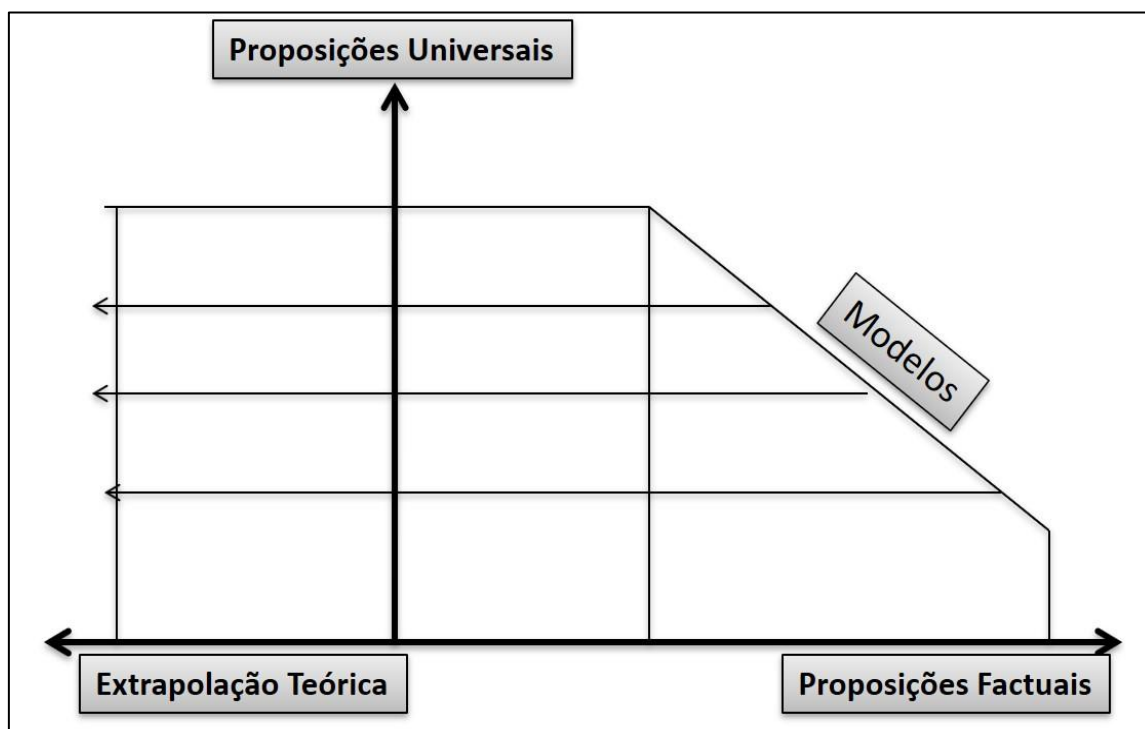 Proposições Universais
Modelos
Extrapolação Teórica
Proposições Factuais